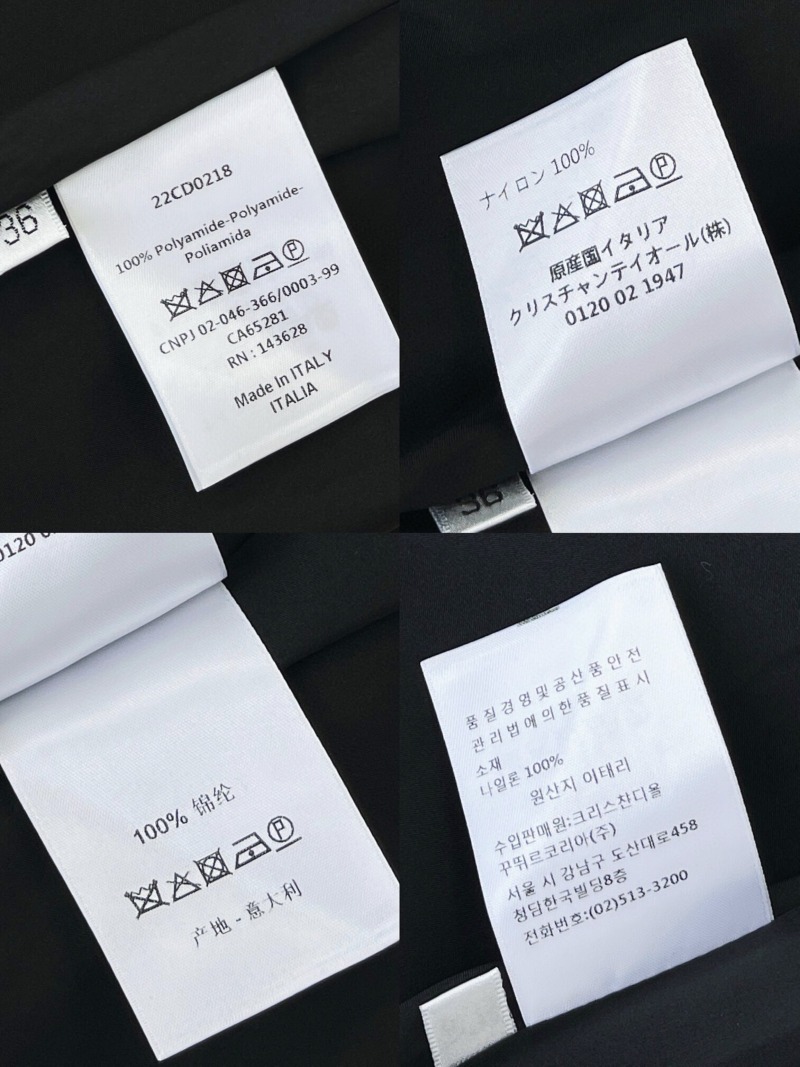 22CD0218
100% Polyamide-Polyamide-
Poliamida
CNPJ 02-046-366/0003-99
CA65281
RN : 143628
Made In ITALY
ITALIA
36
ナイロン 100%
P
原産国イタリア
クリスチャンディオール(株)
0120 02 1947
36
0120 0
100% 锦纶
P
产地 - 意大利
품질경영및공산품안전
관리법에의한품질표시
소재
나일론 100%
원산지 이태리
수입판매원:크리스찬디올
꾸뛰르코리아(주)
서울 시 강남구 도산대로458
청담한국빌딩8층
전화번호:(02)513-3200